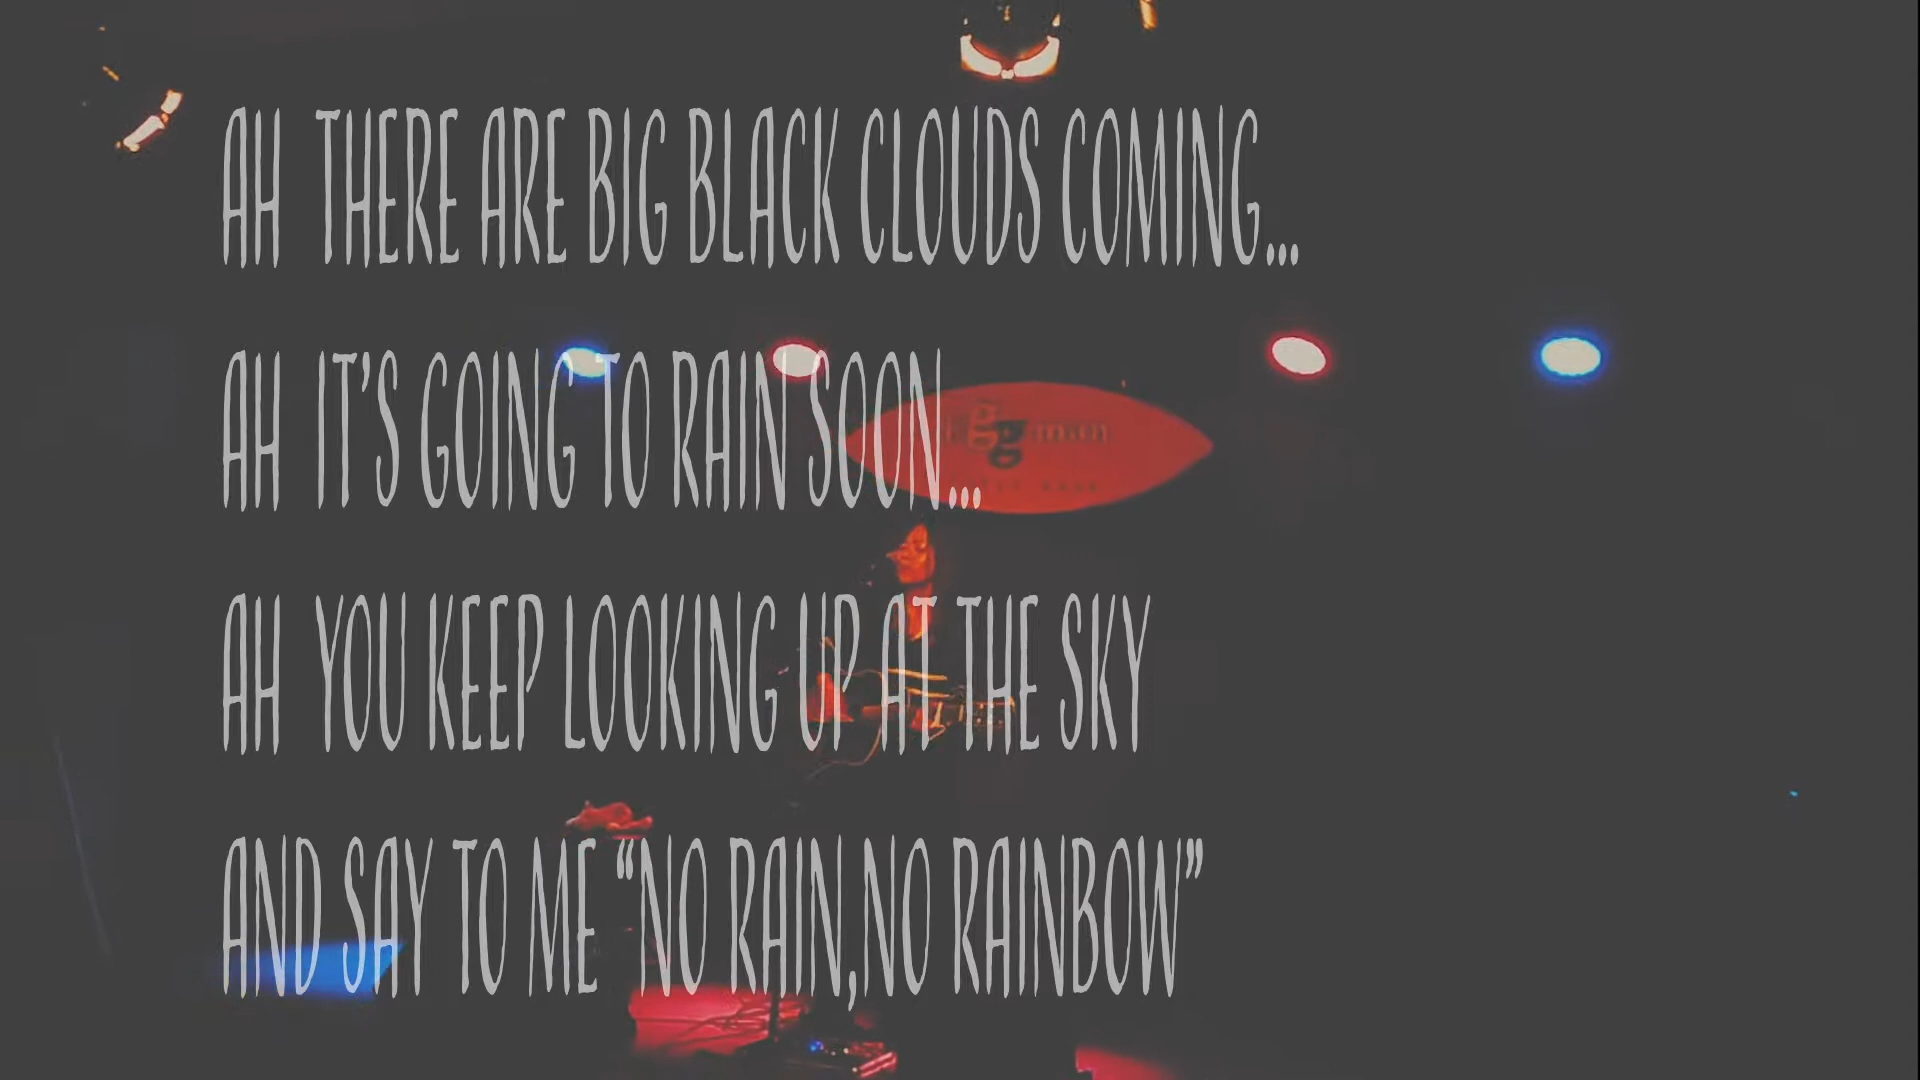 AH  THERE ARE BIG BLACK CLOUDS COMING...
AH  IT'S GOING TO RAIN SOON...
AH  YOU KEEP LOOKING UP AT THE SKY
AND SAY TO ME “NO RAIN,NO RAINBOW”